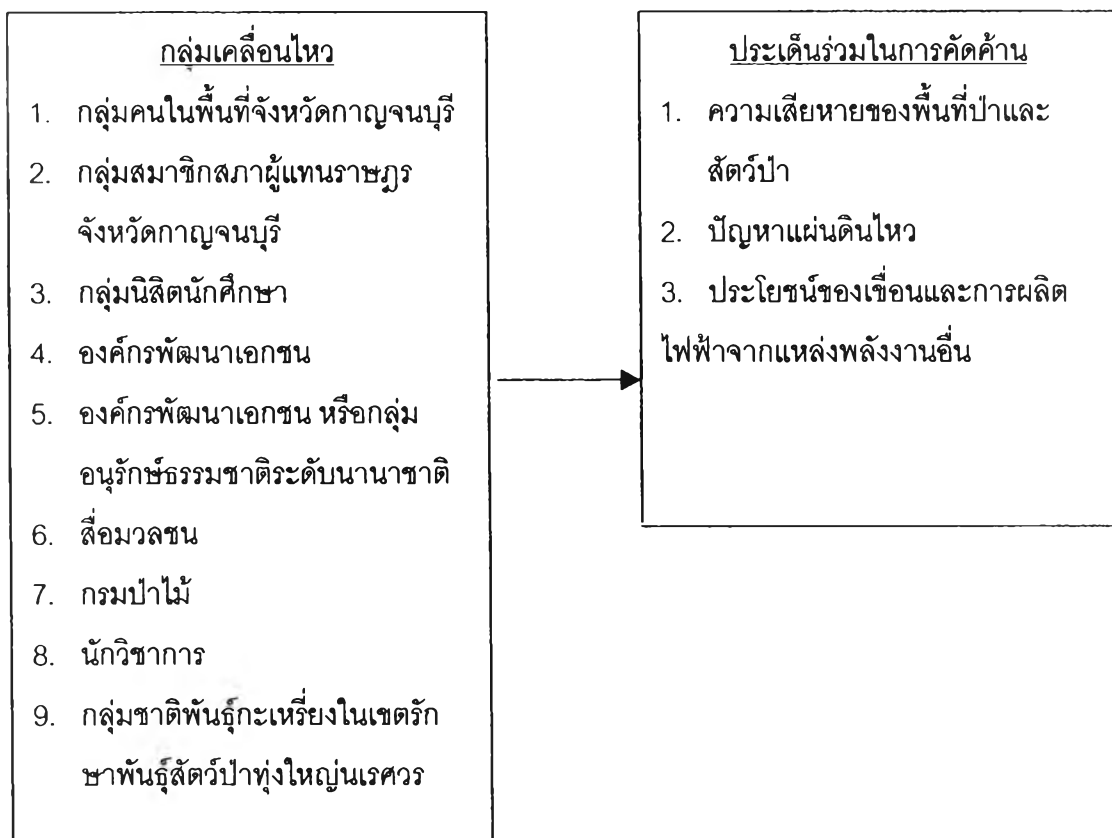 กลุ่มเคลื่อนไหว
1. กลุ่มคนในพื้นที่จังหวัดกาญจนบุรี
2. กลุ่มสมาชิกสภาผู้แทนราษฎร
จังหวัดกาญจนบุรี
3. กลุ่มนิสิตนักศึกษา
4. องค์กรพัฒนาเอกชน
5. องค์กรพัฒนาเอกชน หรือกลุ่ม
อนุรักษ์ธรรมชาติระดับนานาชาติ
6. สื่อมวลชน
7. กรมป่าไม้
8. นักวิชาการ
9. กลุ่มชาติพันธุ์กะเหรี่ยงในเขตรัก
ษาพันธุ์สัตว์ป่าทุ่งใหญ่นเรศวร
ประเด็นร่วมในการคัดค้าน
1. ความเสียหายของพื้นที่ป่าและ
สัตว์ป่า
2. ปัญหาแผ่นดินไหว
3. ประโยชน์ของเขื่อนและการผลิต
ไฟฟ้าจากแหล่งพลังงานอื่น